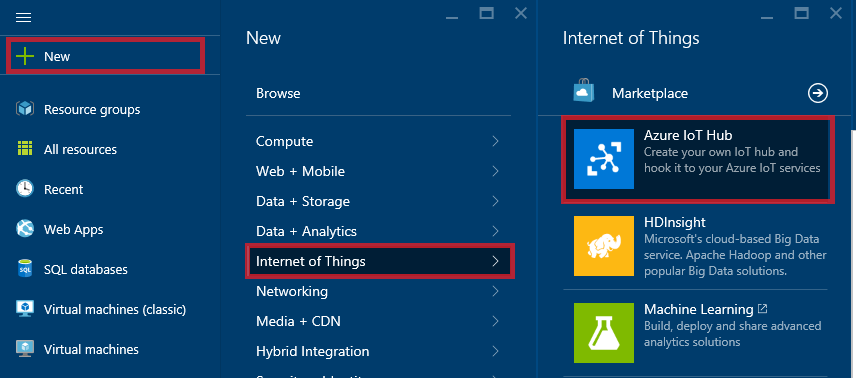 New
Resource groups
All resources
Recent
Web Apps
SQL databases
Virtual machines (classic)
Virtual machines
New
Browse
Compute
Web + Mobile
Data + Storage
Data + Analytics
Internet of Things
Networking
Media + CDN
Hybrid Integration
Internet of Things
Marketplace
Azure IoT Hub
Create your own IoT hub and
hook it to your Azure IoT services
HDInsight
Microsoft's cloud-based Big Data
service. Apache Hadoop and other
popular Big Data solutions.
Machine Learning
Build, deploy and share advanced
analytics solutions